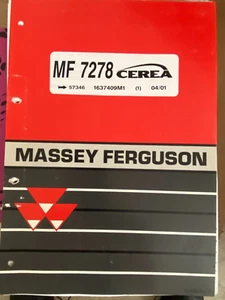 MF 7278 CEREA
57346 1637409M1 (1) 04/01
MASSEY FERGUSON